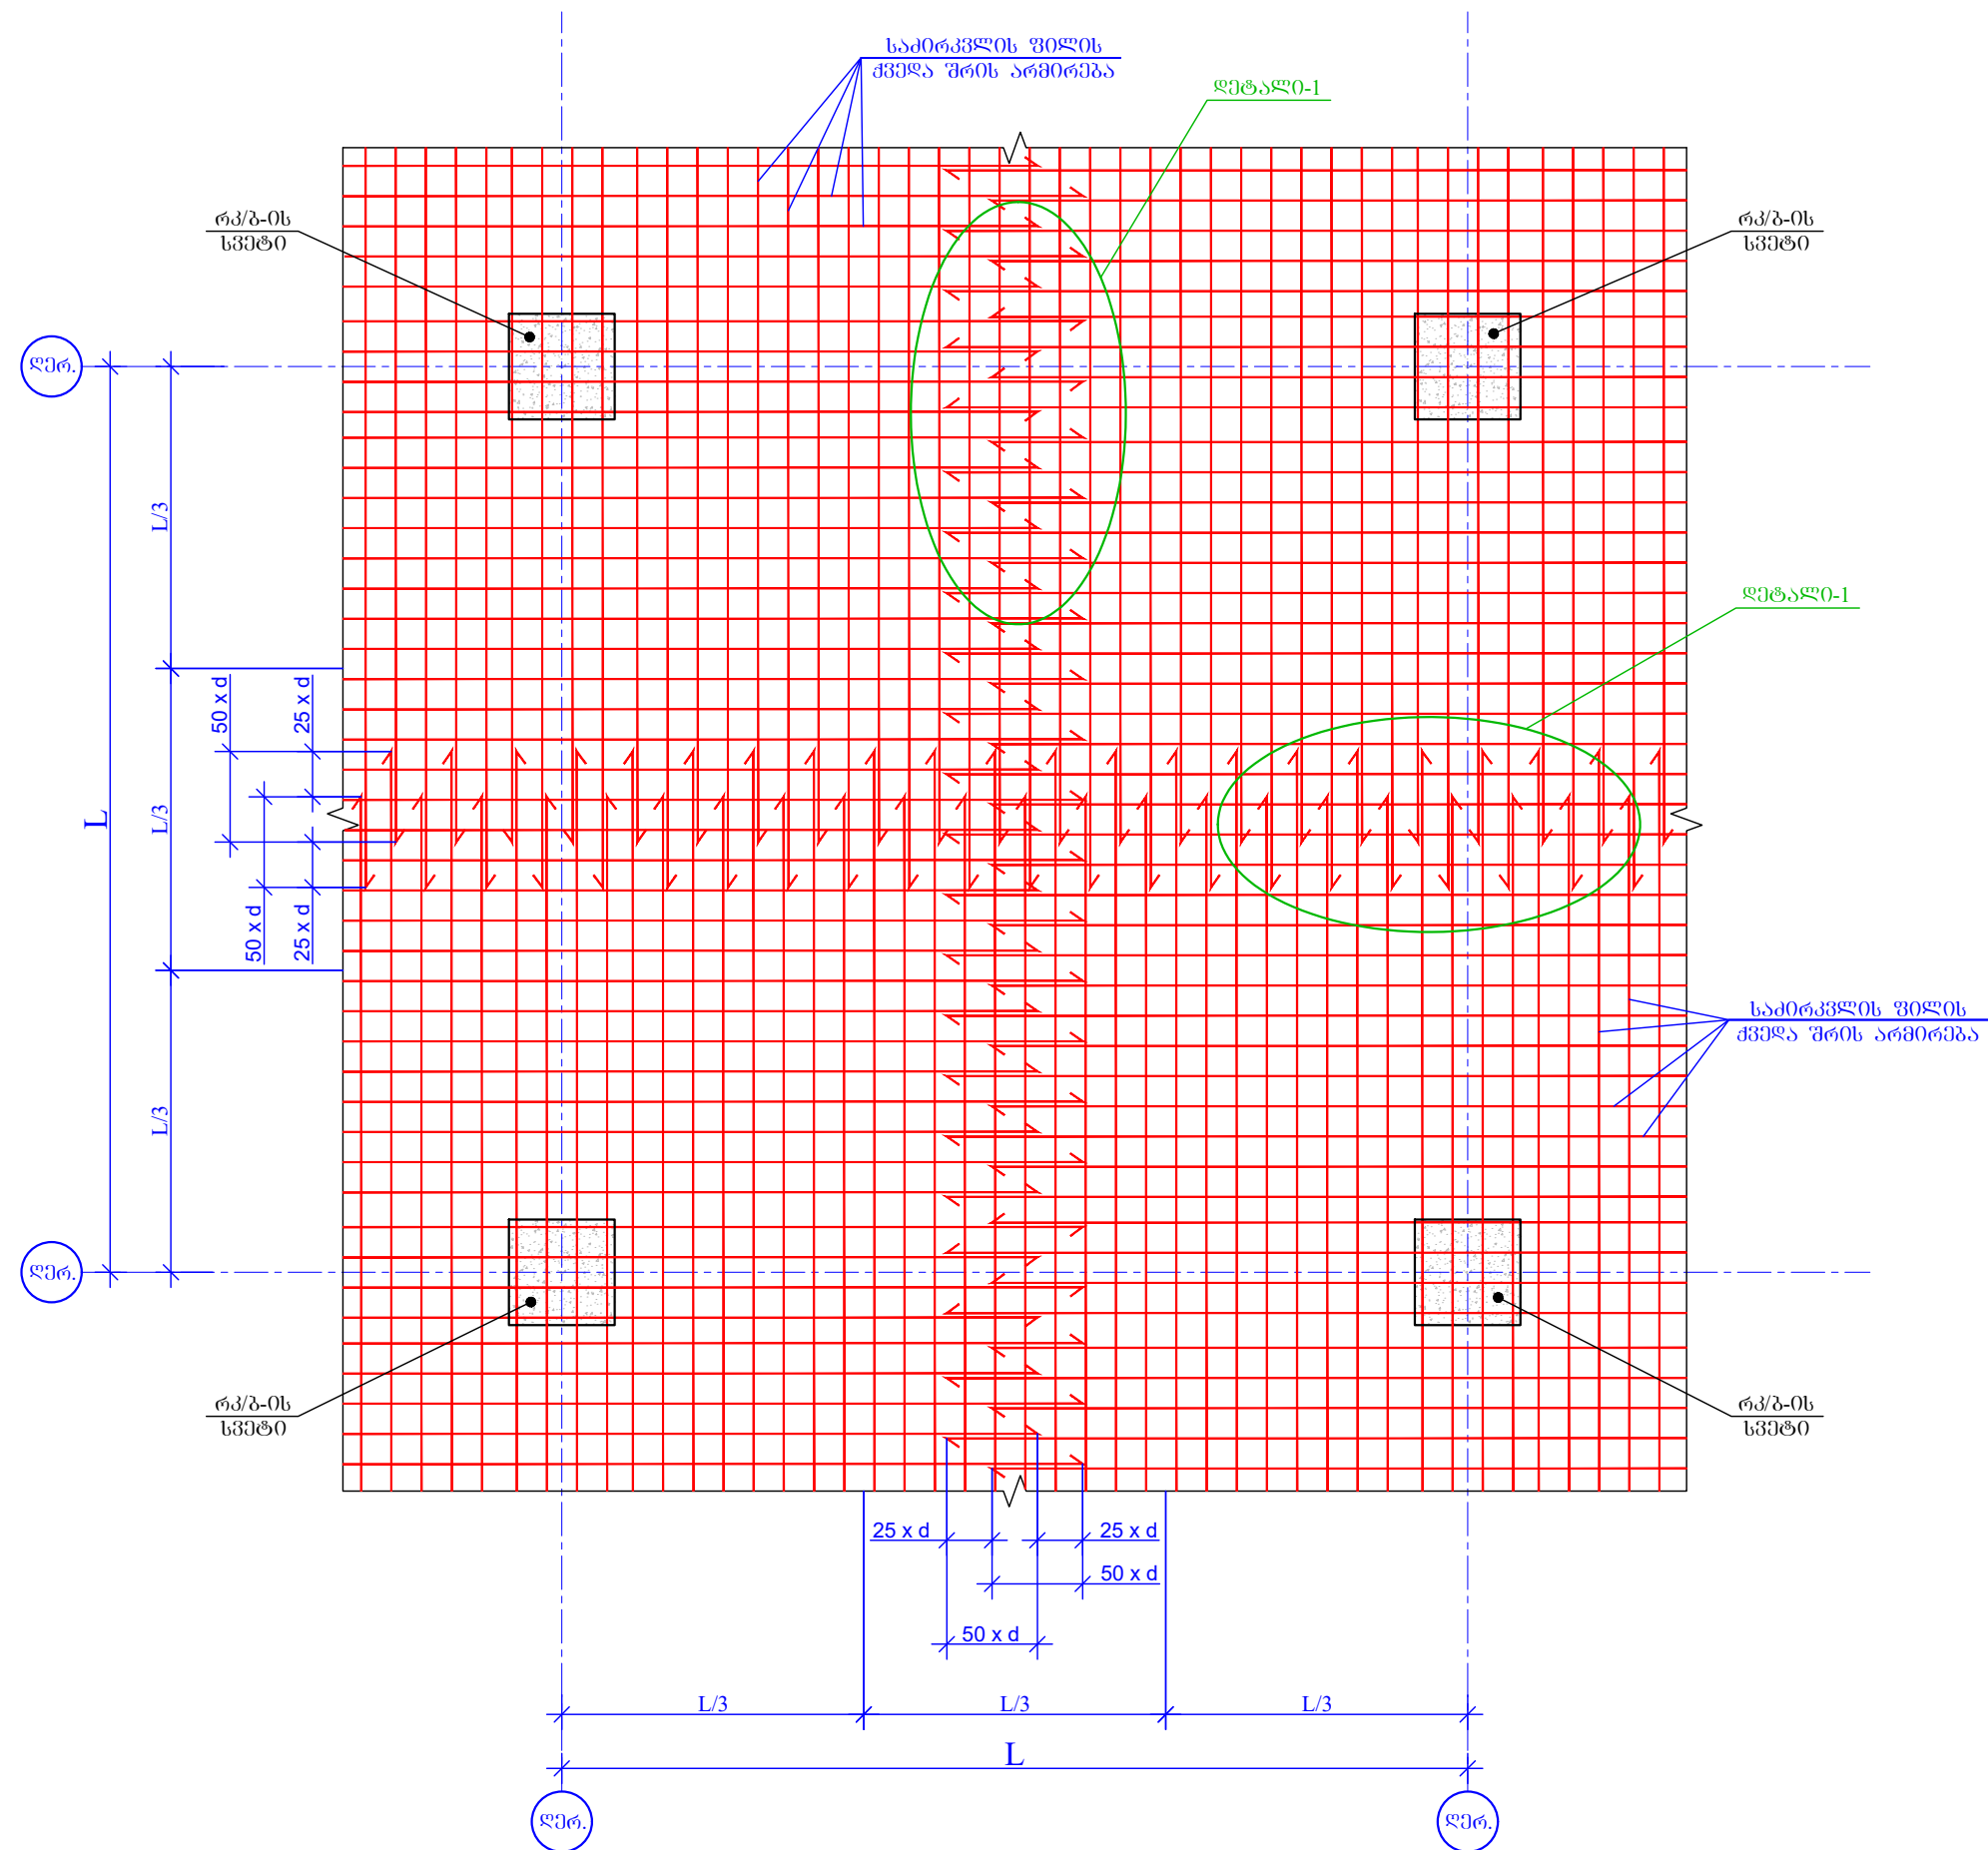 საძირკვლის ფილის
ქვედა შრის არმირება
დეტალი-1
რკ/ბ-ის
სვეტი
რკ/ბ-ის
სვეტი
ღერ.
L/3
დეტალი-1
50 x d
25 x d
L
L/3
50 x d
25 x d
საძირკვლის ფილის
ქვედა შრის არმირება
L/3
ღერ.
რკ/ბ-ის
სვეტი
რკ/ბ-ის
სვეტი
25 x d
25 x d
50 x d
50 x d
L/3
L/3
L/3
L
ღერ.
ღერ.